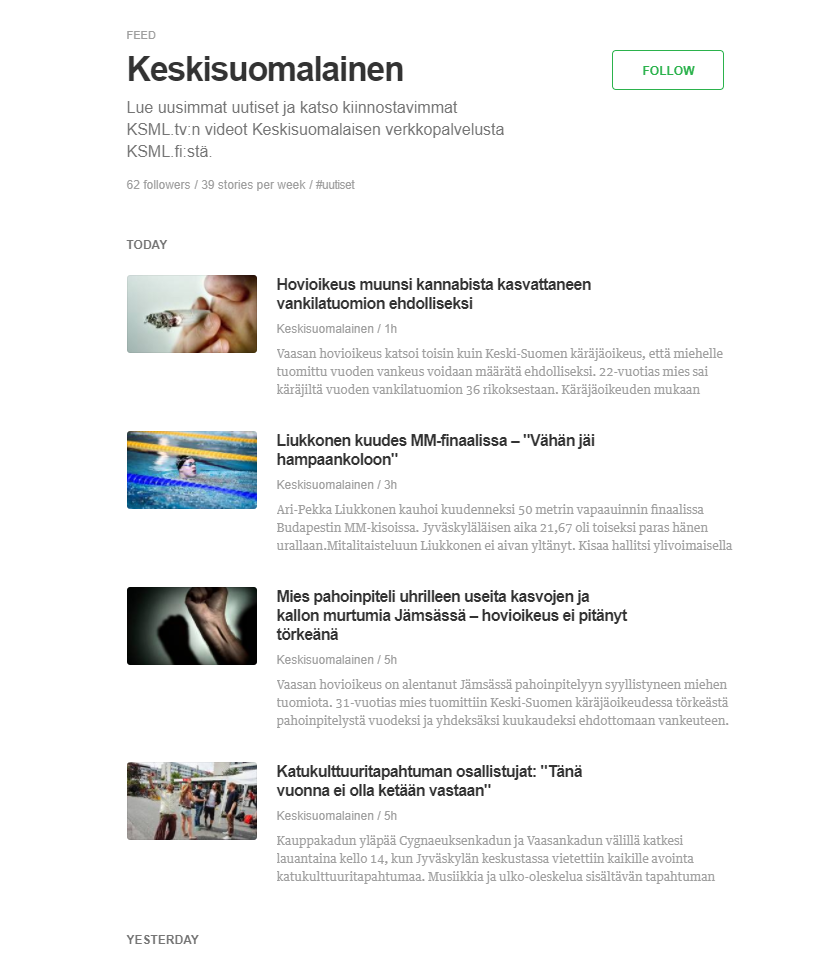 FEED
Keskisuomalainen
FOLLOW
Lue uusimmat uutiset ja katso kiinnostavimmat
KSML.tv:n videot Keskisuomalaisen verkkopalvelusta
KSML.fi:stä.
62 followers / 39 stories per week / #uutiset
TODAY
Hovioikeus muunsi kannabista kasvattaneen
vankilatuomion ehdolliseksi
Keskisuomalainen / 1h
Vaasan hovioikeus katsoi toisin kuin Keski-Suomen käräjäoikeus, että miehelle
tuomittu vuoden vankeus voidaan määrätä ehdolliseksi. 22-vuotias mies sai
käräjiltä vuoden vankilatuomion 36 rikoksestaan. Käräjäoikeuden mukaan
Liukkonen kuudes MM-finaalissa – "Vähän jäi
hampaankoloon"
Keskisuomalainen / 3h
Ari-Pekka Liukkonen kauhoi kuudenneksi 50 metrin vapaauinnin finaalissa
Budapestin MM-kisoissa. Jyväskyläläisen aika 21,67 oli toiseksi paras hänen
urallaan.Mitalitaisteluun Liukkonen ei aivan yltänyt. Kisaa hallitsi ylivoimaisella
Mies pahoinpiteli uhrilleen useita kasvojen ja
kallon murtumia Jämsässä – hovioikeus ei pitänyt
törkeänä
Keskisuomalainen / 5h
Vaasan hovioikeus on alentanut Jämsässä pahoinpitelyyn syyllistyneen miehen
tuomiota. 31-vuotias mies tuomittiin Keski-Suomen käräjäoikeudessa törkeästä
pahoinpitelystä vuodeksi ja yhdeksäksi kuukaudeksi ehdottomaan vankeuteen.
Katukulttuuritapahtuman osallistujat: "Tänä
vuonna ei olla ketään vastaan"
Keskisuomalainen / 5h
Kauppakadun yläpää Cygnaeuksenkadun ja Vaasankadun välillä katkesi
lauantaina kello 14, kun Jyväskylän keskustassa vietettiin kaikille avointa
katukulttuuritapahtumaa. Musiikkia ja ulko-oleskelua sisältävän tapahtuman
YESTERDAY